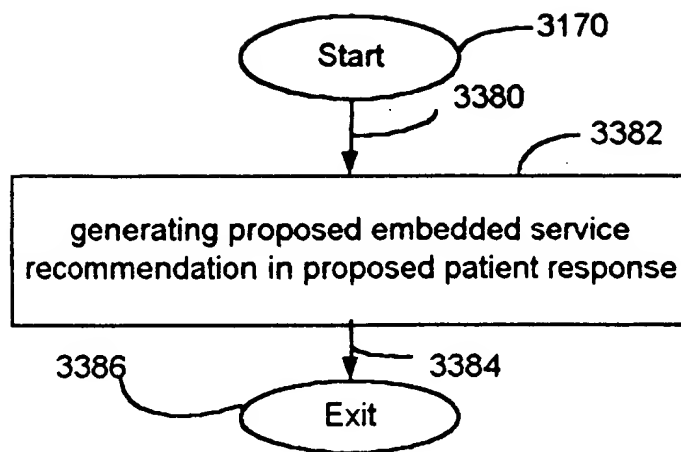 Start
3170
3380
3382
generating proposed embedded service
recommendation in proposed patient response
3384
3386
Exit